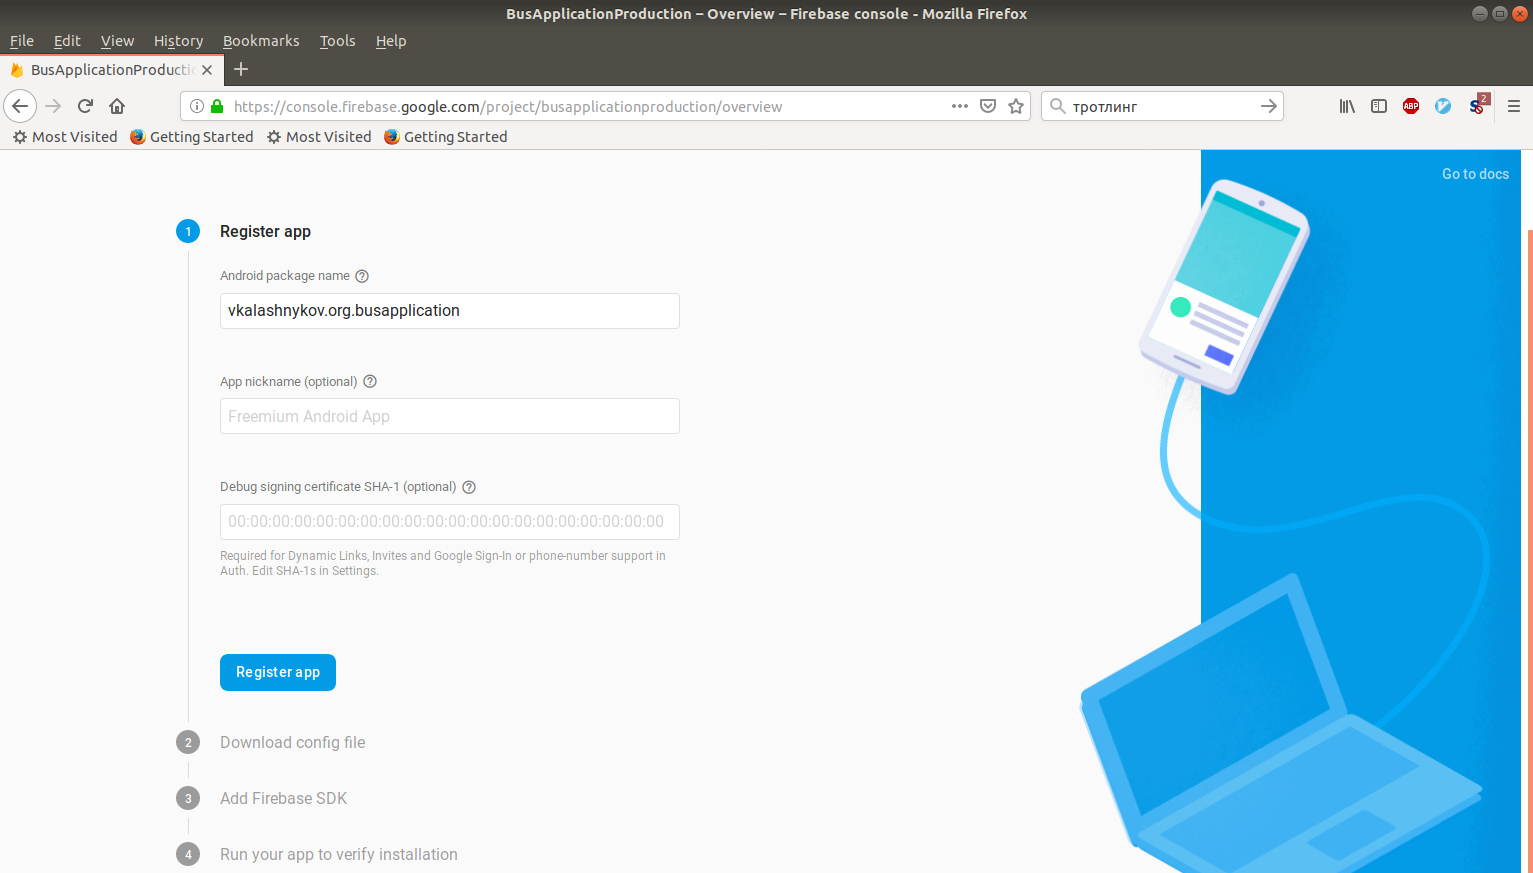 BusApplicationProduction – Overview – Firebase console - Mozilla Firefox
File Edit View History Bookmarks Tools Help
BusApplicationProductio
https://console.firebase.google.com/project/busapplicationproduction/overview
тротлинг
ABP
2
Most Visited Getting Started Most Visited Getting Started
Go to docs
1 Register app
Android package name ?
vkalashnykov.org.busapplication
App nickname (optional) ?
Freemium Android App
Debug signing certificate SHA-1 (optional) ?
00:00:00:00:00:00:00:00:00:00:00:00:00:00:00:00:00:00:00:00
Required for Dynamic Links, Invites and Google Sign-In or phone-number support in
Auth. Edit SHA-1s in Settings.
Register app
2 Download config file
3 Add Firebase SDK
4 Run your app to verify installation